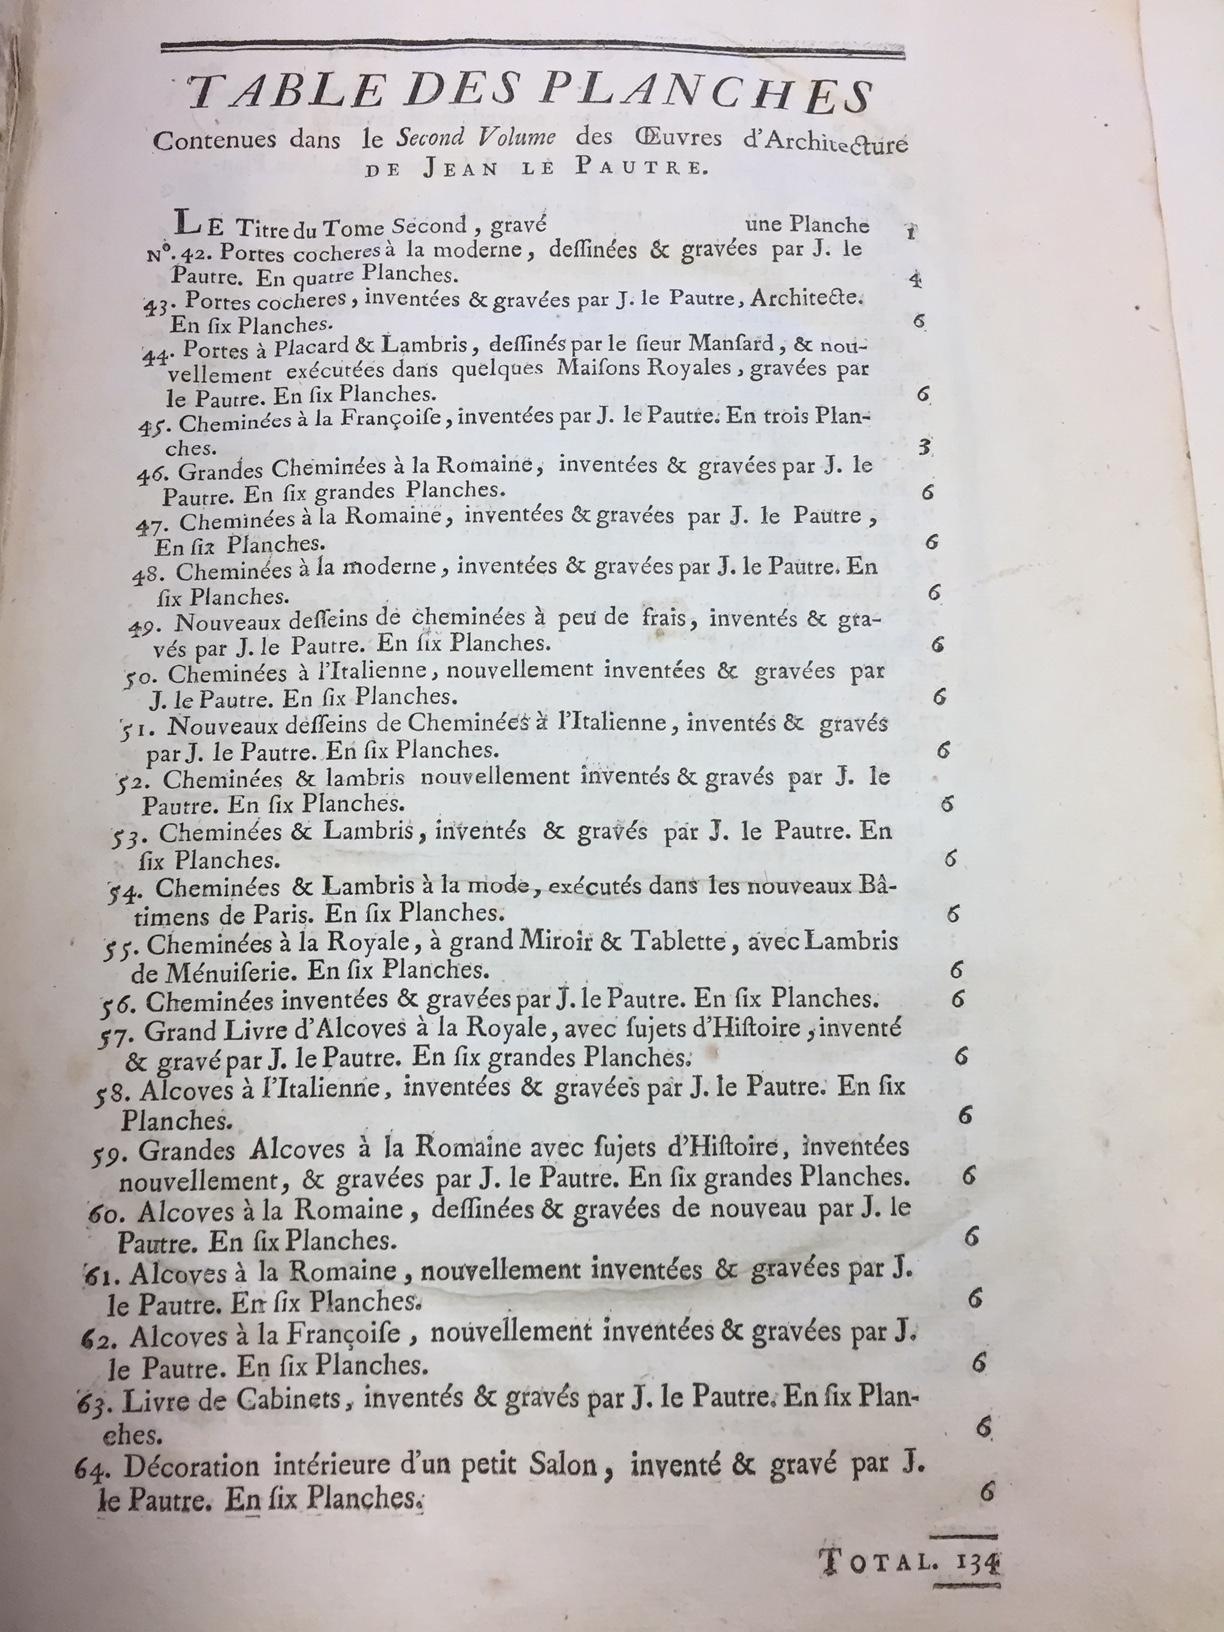 TABLE DES PLANCHES
Contenues dans le Second Volume des Œuvres d'Architecture
DE JEAN LE PAUTRE.
LE Titre du Tome Second, gravé une Planche 1
Nº. 42. Portes cocheres à la moderne, deſſinées & gravées par J. le
Pautre. En quatre Planches. 4
43. Portes cocheres, inventées & gravées par J. le Pautre, Architecte.
En ſix Planches. 6
44. Portes à Placard & Lambris, deſſinés par le ſieur Manſard, & nou-
vellement exécutées dans quelques Maiſons Royales, gravées par
le Pautre. En ſix Planches. 6
45. Cheminées à la Françoiſe, inventées par J. le Pautre. En trois Plan-
ches. 3
46. Grandes Cheminées à la Romaine, inventées & gravées par J. le
Pautre. En ſix grandes Planches. 6
47. Cheminées à la Romaine, inventées & gravées par J. le Pautre,
En ſix Planches. 6
48. Cheminées à la moderne, inventées & gravées par J. le Pautre. En
ſix Planches. 6
49. Nouveaux deſſeins de cheminées à peu de frais, inventés & gra-
vés par J. le Pautre. En ſix Planches. 6
50. Cheminées à l'Italienne, nouvellement inventées & gravées par
J. le Pautre. En ſix Planches. 6
51. Nouveaux deſſeins de Cheminées à l'Italienne, inventés & gravés
par J. le Pautre. En ſix Planches. 6
52. Cheminées & lambris nouvellement inventés & gravés par J. le
Pautre. En ſix Planches. 6
53. Cheminées & Lambris, inventés & gravés par J. le Pautre. En
ſix Planches. 6
54. Cheminées & Lambris à la mode, exécutés dans les nouveaux Bâ-
timens de Paris. En ſix Planches. 6
55. Cheminées à la Royale, à grand Miroir & Tablette, avec Lambris
de Ménuiſerie. En ſix Planches. 6
56. Cheminées inventées & gravées par J. le Pautre. En ſix Planches. 6
57. Grand Livre d'Alcoves à la Royale, avec ſujets d'Hiſtoire, inventé
& gravé par J. le Pautre. En ſix grandes Planches. 6
58. Alcoves à l'Italienne, inventées & gravées par J. le Pautre. En ſix
Planches. 6
59. Grandes Alcoves à la Romaine avec ſujets d'Hiſtoire, inventées
nouvellement, & gravées par J. le Pautre. En ſix grandes Planches. 6
60. Alcoves à la Romaine, deſſinées & gravées de nouveau par J. le
Pautre. En ſix Planches. 6
61. Alcoves à la Romaine, nouvellement inventées & gravées par J.
le Pautre. En ſix Planches. 6
62. Alcoves à la Françoiſe, nouvellement inventées & gravées par J.
le Pautre. En ſix Planches. 6
63. Livre de Cabinets, inventés & gravés par J. le Pautre. En ſix Plan-
ches. 6
64. Décoration intérieure d'un petit Salon, inventé & gravé par J.
le Pautre. En ſix Planches. 6
TOTAL. 134